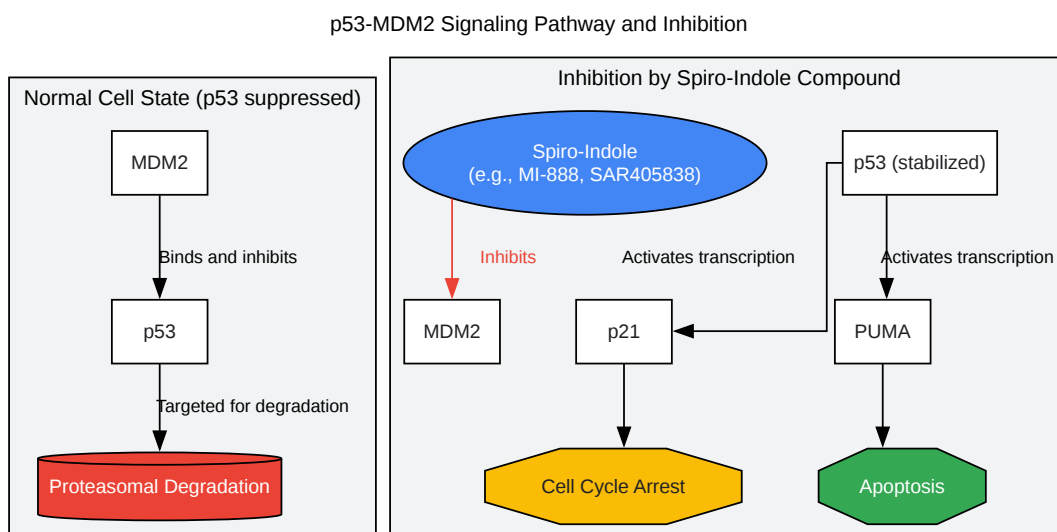 p53-MDM2 Signaling Pathway and Inhibition
Normal Cell State (p53 suppressed)
MDM2
Binds and inhibits
p53
Targeted for degradation
Proteasomal Degradation
Inhibition by Spiro-Indole Compound
Spiro-Indole
(e.g., MI-888, SAR405838)
p53 (stabilized)
Inhibits
Activates transcription
Activates transcription
MDM2
p21
PUMA
Cell Cycle Arrest
Apoptosis